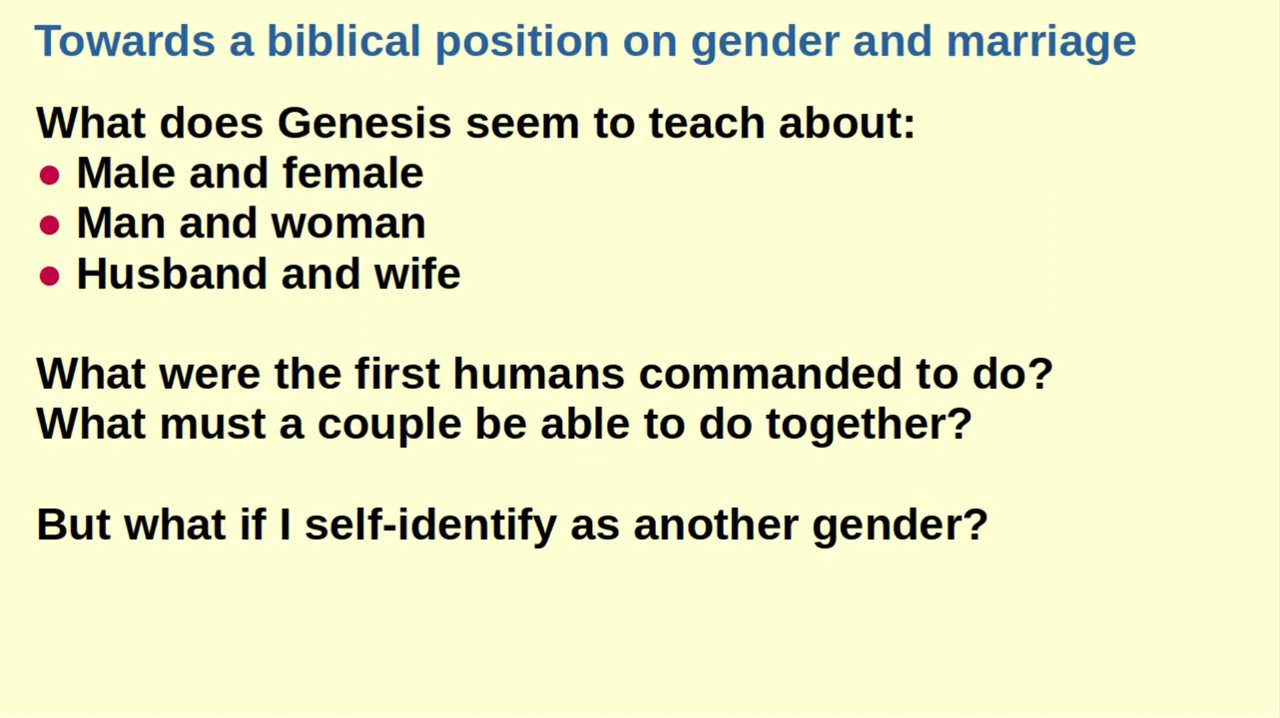 Towards a biblical position on gender and marriage
What does Genesis seem to teach about:
● Male and female
● Man and woman
● Husband and wife
What were the first humans commanded to do?
What must a couple be able to do together?
But what if I self-identify as another gender?